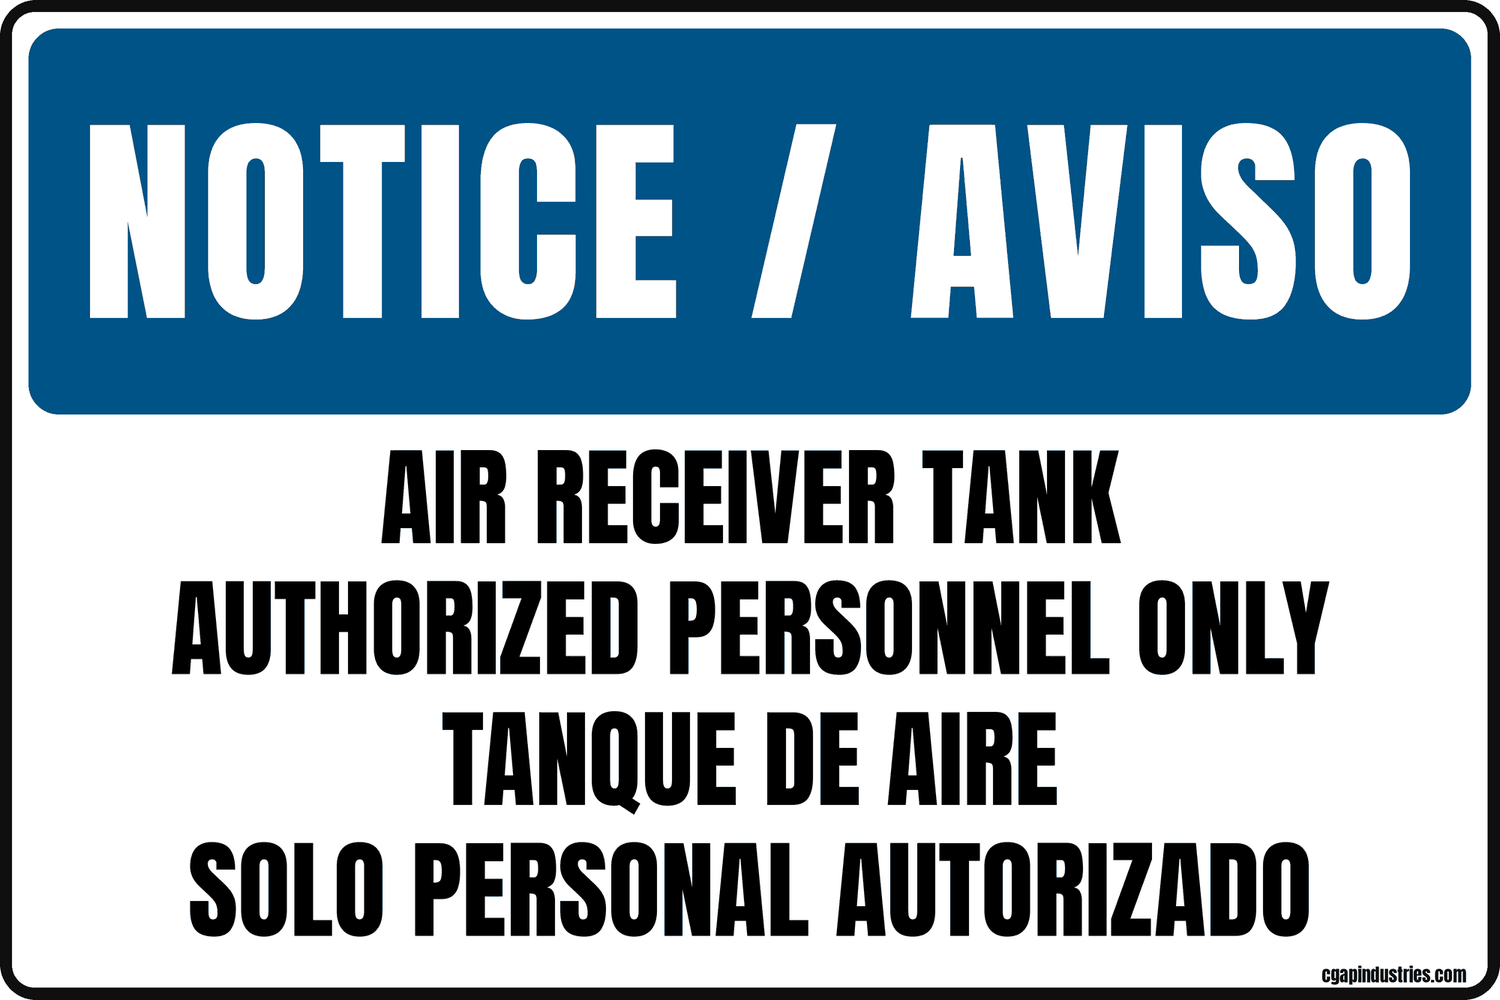 NOTICE / AVISO
AIR RECEIVER TANK
AUTHORIZED PERSONNEL ONLY
TANQUE DE AIRE
SOLO PERSONAL AUTORIZADO
cgapindustries.com